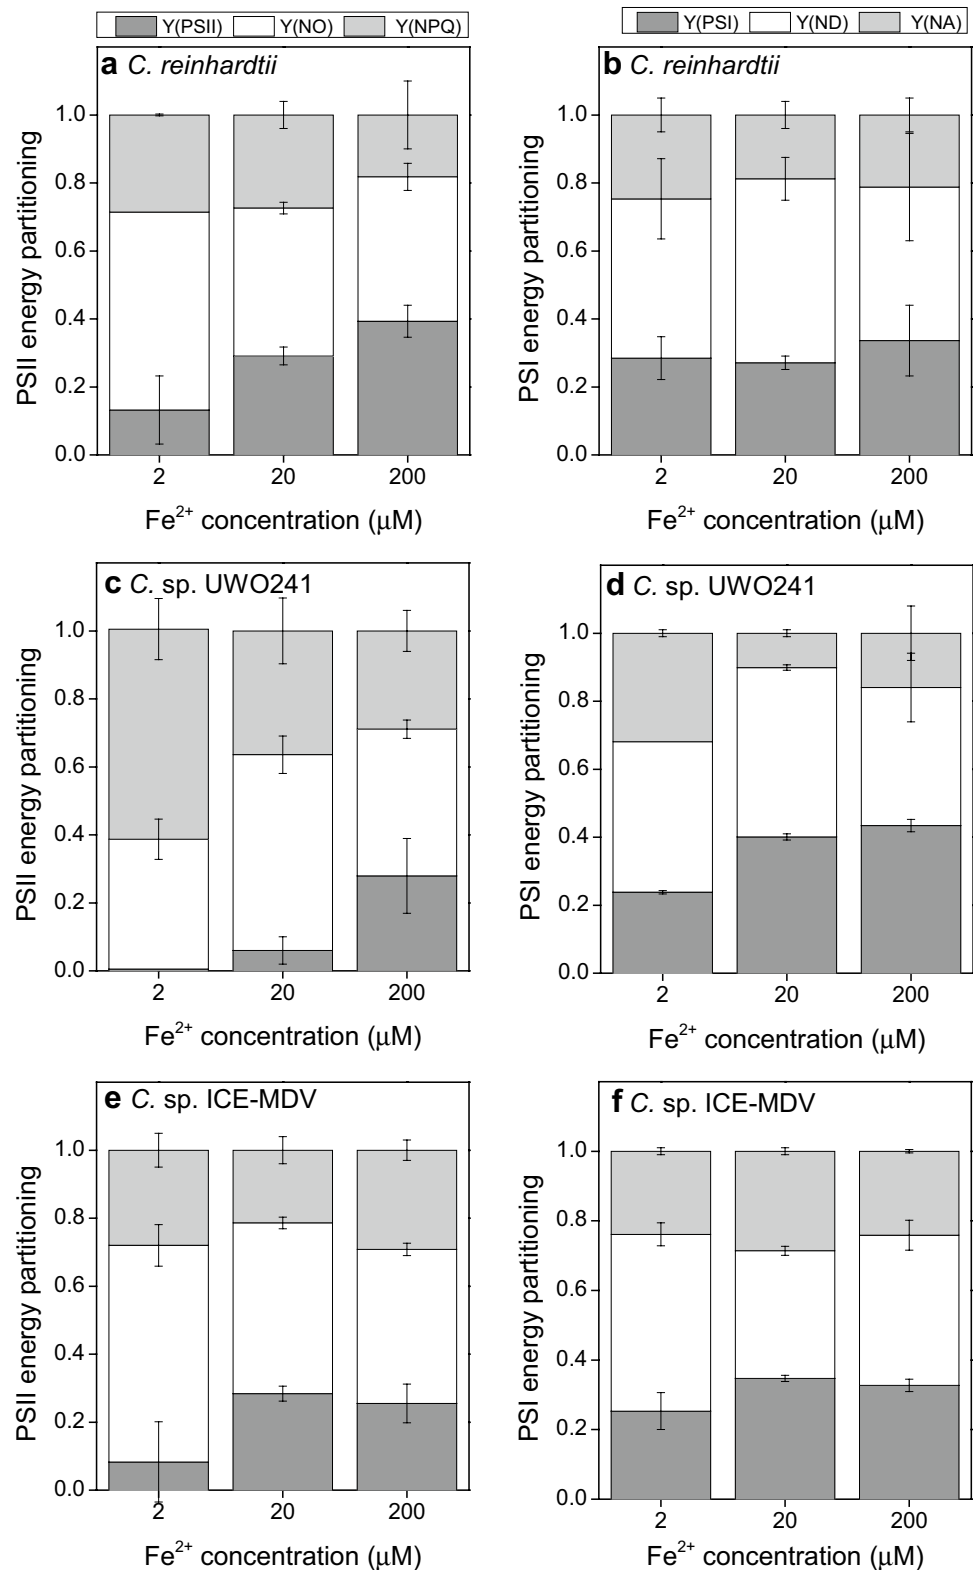 Y(PSII) Y(NO) Y(NPQ)
Y(PSI) Y(ND) Y(NA)
a C. reinhardtii
PSII energy partitioning
1.0
0.8
0.6
0.4
0.2
0.0
2 20 200
Fe²⁺ concentration (μM)
b C. reinhardtii
PSI energy partitioning
1.0
0.8
0.6
0.4
0.2
0.0
2 20 200
Fe²⁺ concentration (μM)
c C. sp. UWO241
PSII energy partitioning
1.0
0.8
0.6
0.4
0.2
0.0
2 20 200
Fe²⁺ concentration (μM)
d C. sp. UWO241
PSI energy partitioning
1.0
0.8
0.6
0.4
0.2
0.0
2 20 200
Fe²⁺ concentration (μM)
e C. sp. ICE-MDV
PSII energy partitioning
1.0
0.8
0.6
0.4
0.2
0.0
2 20 200
Fe²⁺ concentration (μM)
f C. sp. ICE-MDV
PSI energy partitioning
1.0
0.8
0.6
0.4
0.2
0.0
2 20 200
Fe²⁺ concentration (μM)